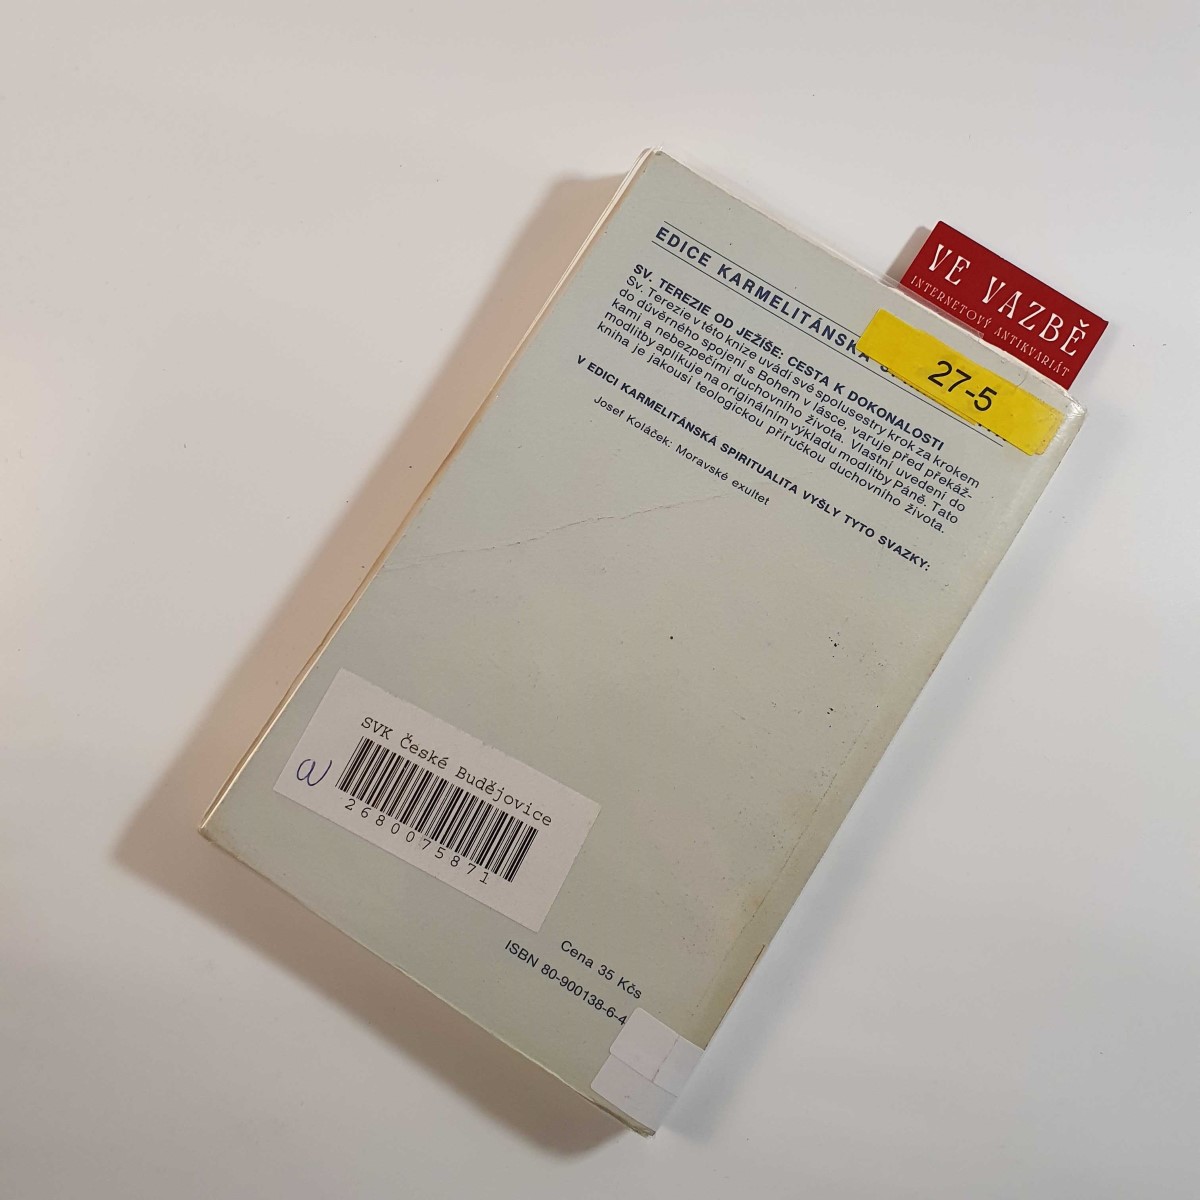 VE VAZBĚ
INTERNETOVÝ ANTIKVARIÁT
27-5
EDICE KARMELITÁNSKÁ
SV. TEREZIE OD JEŽÍŠE: CESTA K DOKONALOSTI
Sv. Terezie v této knize uvádí své spolusestry krok za krokem
do důvěrného spojení s Bohem v lásce, varuje před překáž-
kami a nebezpečími duchovního života. Vlastní uvedení do
modlitby aplikuje na originálním výkladu modlitby Páně. Tato
kniha je jakousi teologickou příručkou duchovního života.
V EDICI KARMELITÁNSKÁ SPIRITUALITA VYŠLY TYTO SVAZKY:
Josef Koláček: Moravské exultet
SVK České Budějovice
2680075871
Cena 35 Kčs
ISBN 80-900138-6-4